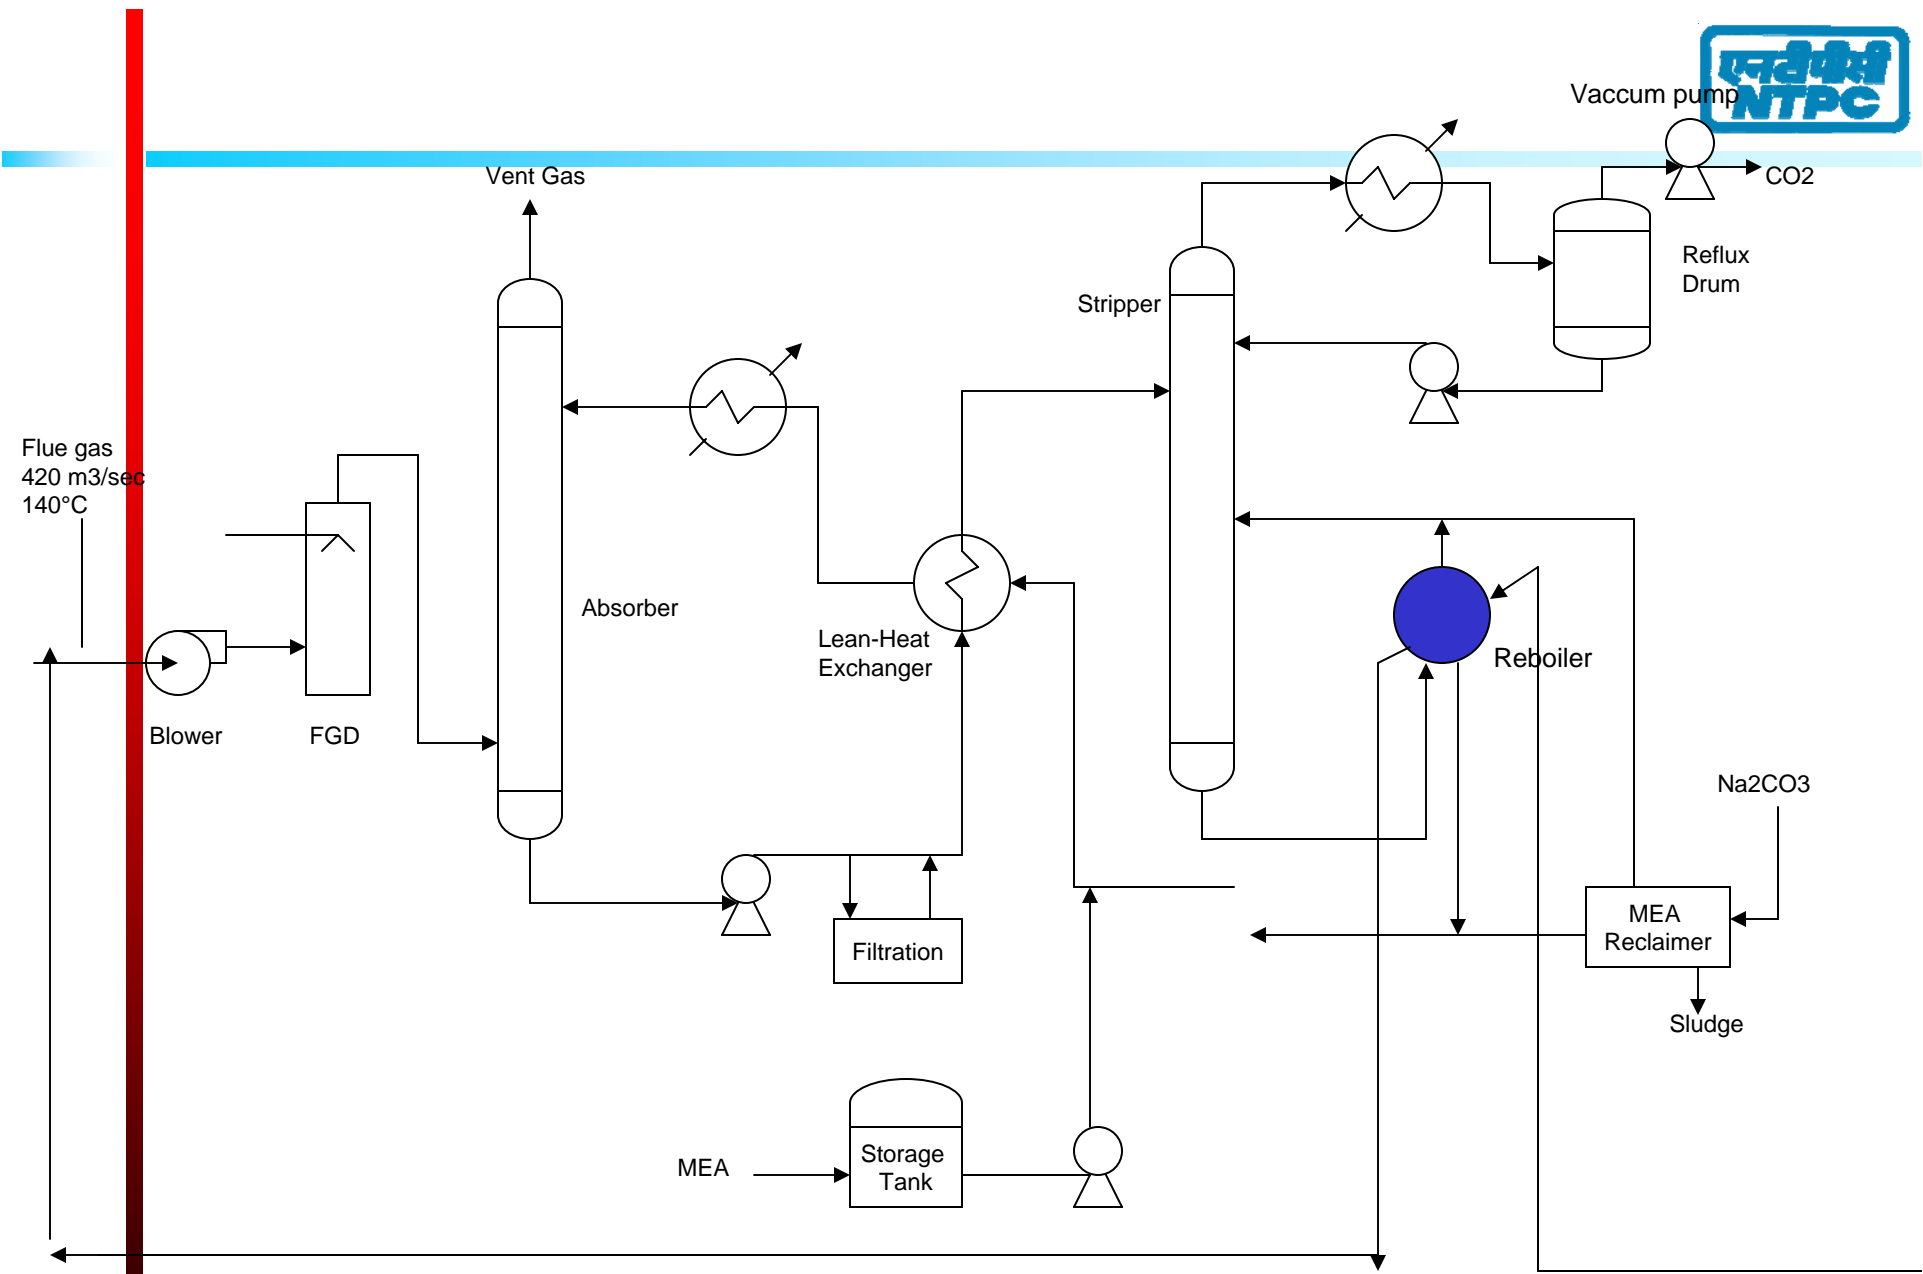 एनटीपीसी
NTPC
Vaccum pump
Vent Gas
CO2
Reflux
Drum
Stripper
Flue gas
420 m3/sec
140°C
Absorber
Lean-Heat
Exchanger
Reboiler
Blower
FGD
Na2CO3
MEA
Reclaimer
Filtration
Sludge
Storage
Tank
MEA